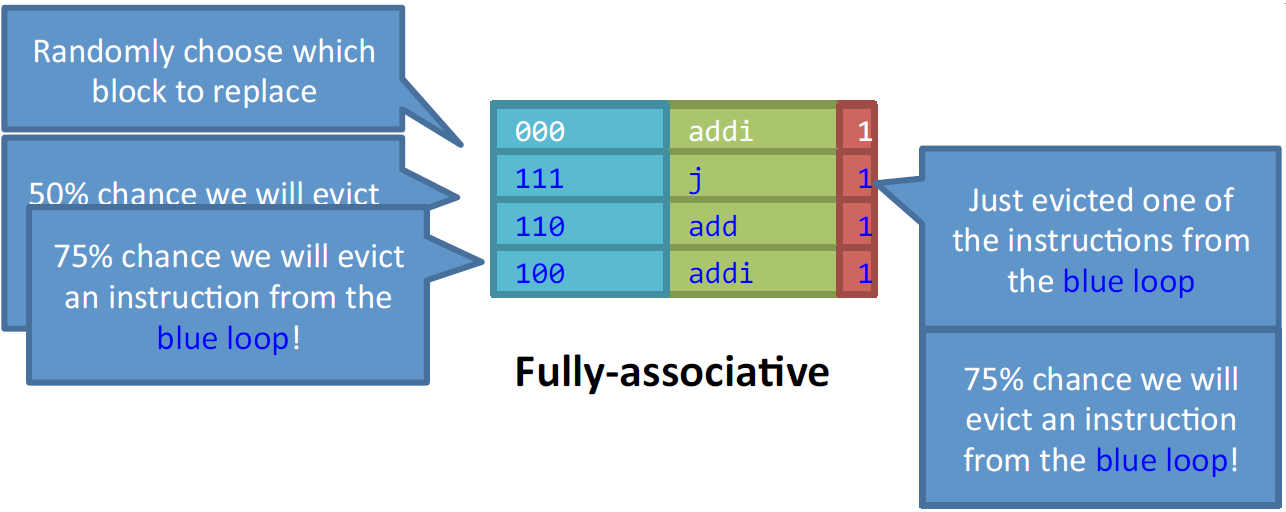 Randomly choose which
block to replace
50% chance we will evict
75% chance we will evict
an instruction from the
blue loop!
000 addi 1
111 j 1
110 add 1
100 addi 1
Fully-associative
Just evicted one of
the instructions from
the blue loop
75% chance we will
evict an instruction
from the blue loop!